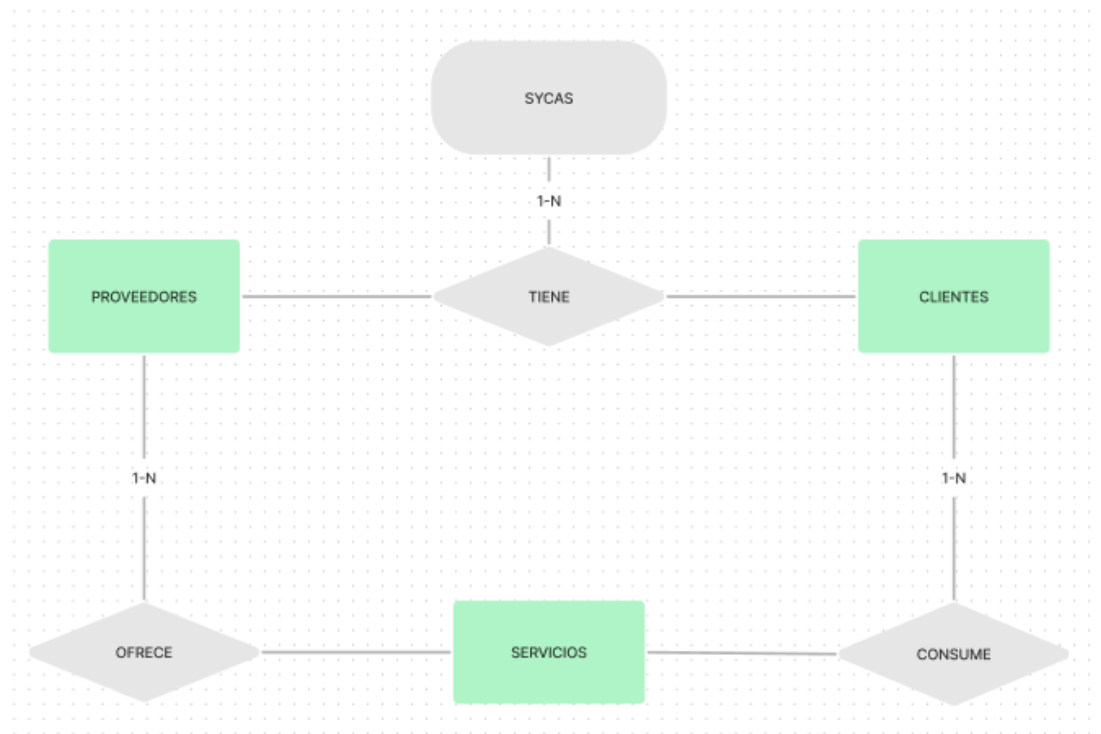 SYCAS
1-N
PROVEEDORES
TIENE
CLIENTES
1-N
1-N
OFRECE
SERVICIOS
CONSUME